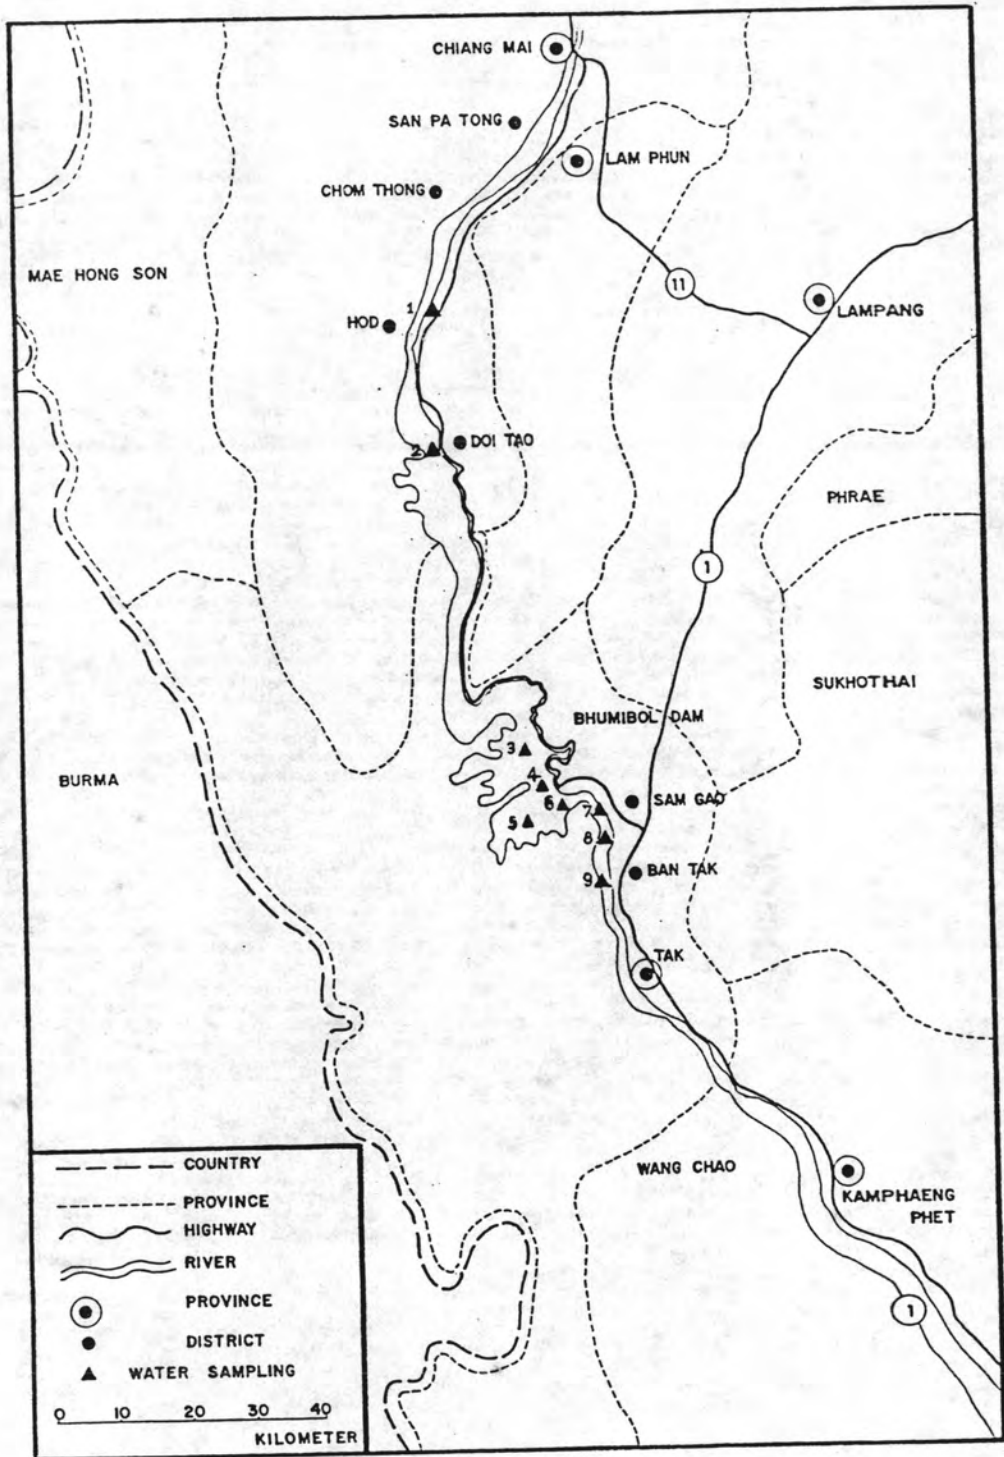 CHIANG MAI
SAN PA TONG
LAM PHUN
CHOM THONG
MAE HONG SON
11
LAMPANG
1
HOD
DOI TAO
2
PHRAE
1
SUKHOTHAI
BHUMIBOL DAM
3
BURMA
4
SAM GAO
6
7
5
8
BAN TAK
9
TAK
WANG CHAO
KAMPHAENG
PHET
1
COUNTRY
PROVINCE
HIGHWAY
RIVER
PROVINCE
DISTRICT
WATER SAMPLING
0 10 20 30 40
KILOMETER